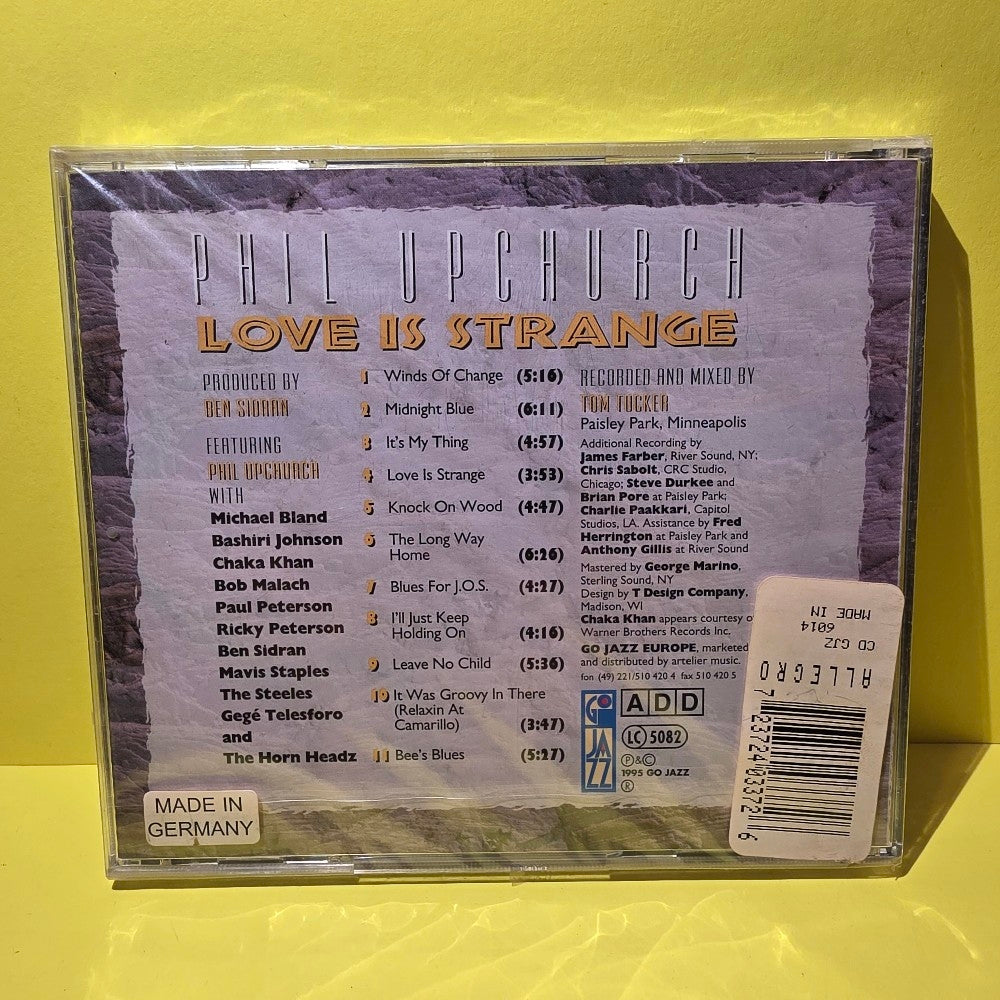 PHIL UPCHURCH
LOVE IS STRANGE
PRODUCED BY
BEN SIDRAN
FEATURING
PHIL UPCHURCH
WITH
Michael Bland
Bashiri Johnson
Chaka Khan
Bob Malach
Paul Peterson
Ricky Peterson
Ben Sidran
Mavis Staples
The Steeles
Gegé Telesforo
and
The Horn Headz
1 Winds Of Change (5:16)
2 Midnight Blue (6:11)
3 It's My Thing (4:57)
4 Love Is Strange (3:53)
5 Knock On Wood (4:47)
6 The Long Way
Home (6:26)
7 Blues For J.O.S. (4:27)
8 I'll Just Keep
Holding On (4:16)
9 Leave No Child (5:36)
10 It Was Groovy In There
(Relaxin At
Camarillo) (3:47)
11 Bee's Blues (5:27)
RECORDED AND MIXED BY
TOM TUCKER
Paisley Park, Minneapolis
Additional Recording by
James Farber, River Sound, NY;
Chris Sabolt, CRC Studio,
Chicago; Steve Durkee and
Brian Pore at Paisley Park;
Charlie Paakkari, Capitol
Studios, LA. Assistance by Fred
Herrington at Paisley Park and
Anthony Gillis at River Sound
Mastered by George Marino,
Sterling Sound, NY
Design by T Design Company,
Madison, WI
Chaka Khan appears courtesy o
Warner Brothers Records Inc.
GO JAZZ EUROPE, marketed
and distributed by artelier music.
fon (49) 221/510 420 4 fax 510 420 5
GO JAZZ
ADD
LC 5082
℗&©
1995 GO JAZZ
®
MADE IN
GERMANY
ALLEGRO
CD GJZ
6014
MADE IN
7 23724 03372 6